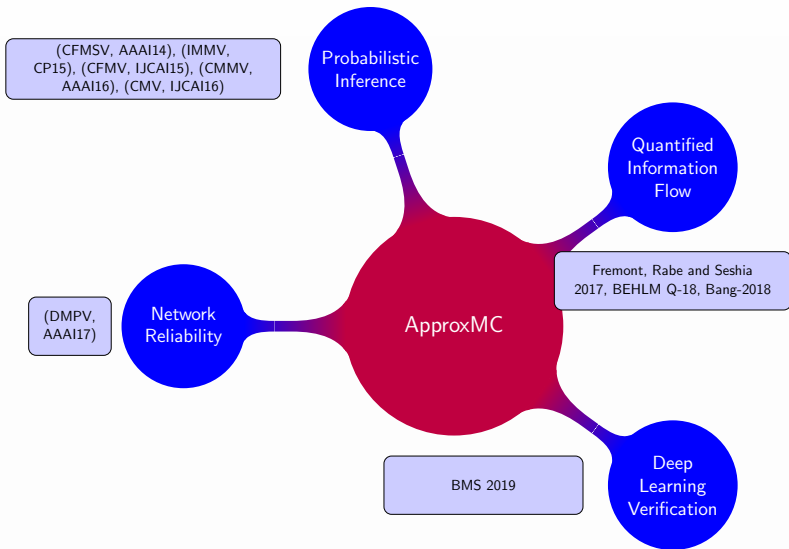 (CFMSV, AAAI14), (IMMV,
CP15), (CFMV, IJCAI15), (CMMV,
AAAI16), (CMV, IJCAI16)
Probabilistic
Inference
Quantified
Information
Flow
Fremont, Rabe and Seshia
2017, BEHLM Q-18, Bang-2018
(DMPV,
AAAI17)
Network
Reliability
ApproxMC
BMS 2019
Deep
Learning
Verification